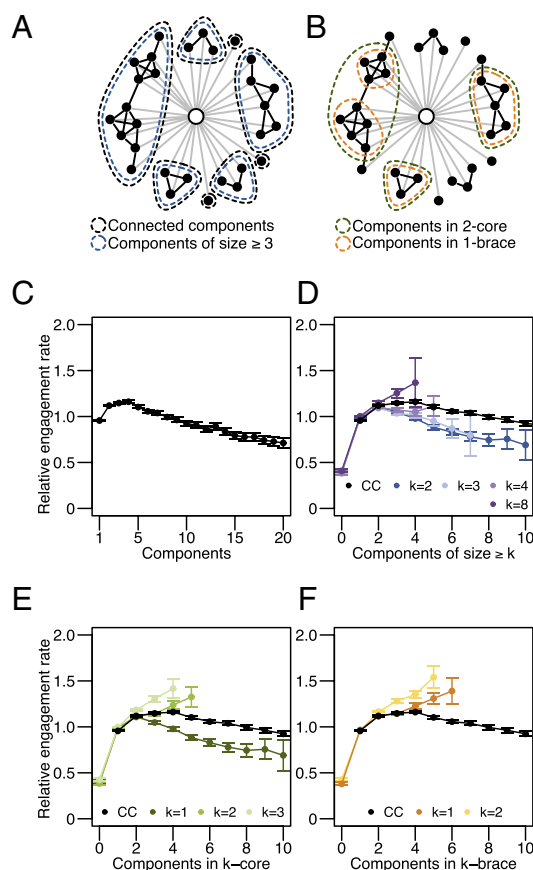 A
B
Connected components
Components of size ≥ 3
Components in 2-core
Components in 1-brace
C
D
Relative engagement rate
2.0
1.5
1.0
0.5
0
1
5
10
15
20
Components
2.0
1.5
1.0
0.5
0
CC k=2 k=3 k=4
k=8
0
2
4
6
8
10
Components of size ≥ k
E
F
Relative engagement rate
2.0
1.5
1.0
0.5
0
CC k=1 k=2 k=3
0
2
4
6
8
10
Components in k−core
2.0
1.5
1.0
0.5
0
CC k=1 k=2
0
2
4
6
8
10
Components in k−brace